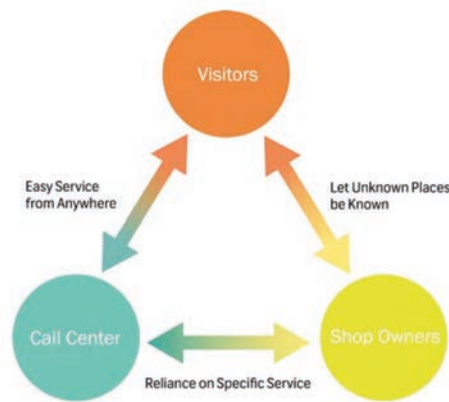 Visitors
Easy Service
from Anywhere
Let Unknown Places
be Known
Call Center
Shop Owners
Reliance on Specific Service